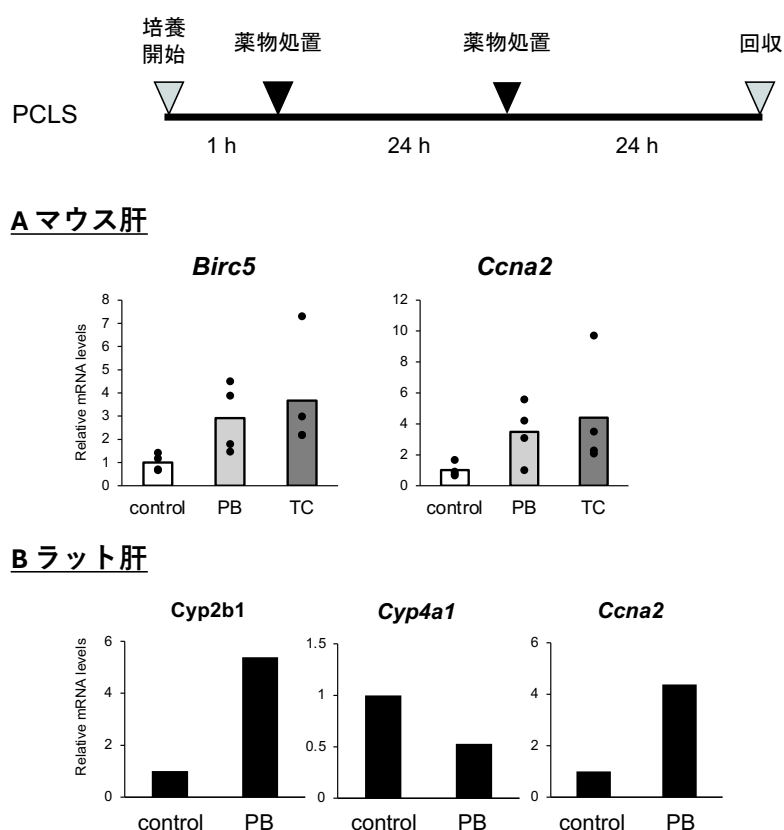 培養
開始
薬物処置
薬物処置
回収
PCLS
1 h
24 h
24 h
A マウス肝
Birc5
Ccna2
Relative mRNA levels
8
7
6
5
4
3
2
1
0
control
PB
TC
12
10
8
6
4
2
0
control
PB
TC
B ラット肝
Cyp2b1
Cyp4a1
Ccna2
Relative mRNA levels
6
4
2
0
control
PB
1.5
1
0.5
0
control
PB
6
4
2
0
control
PB